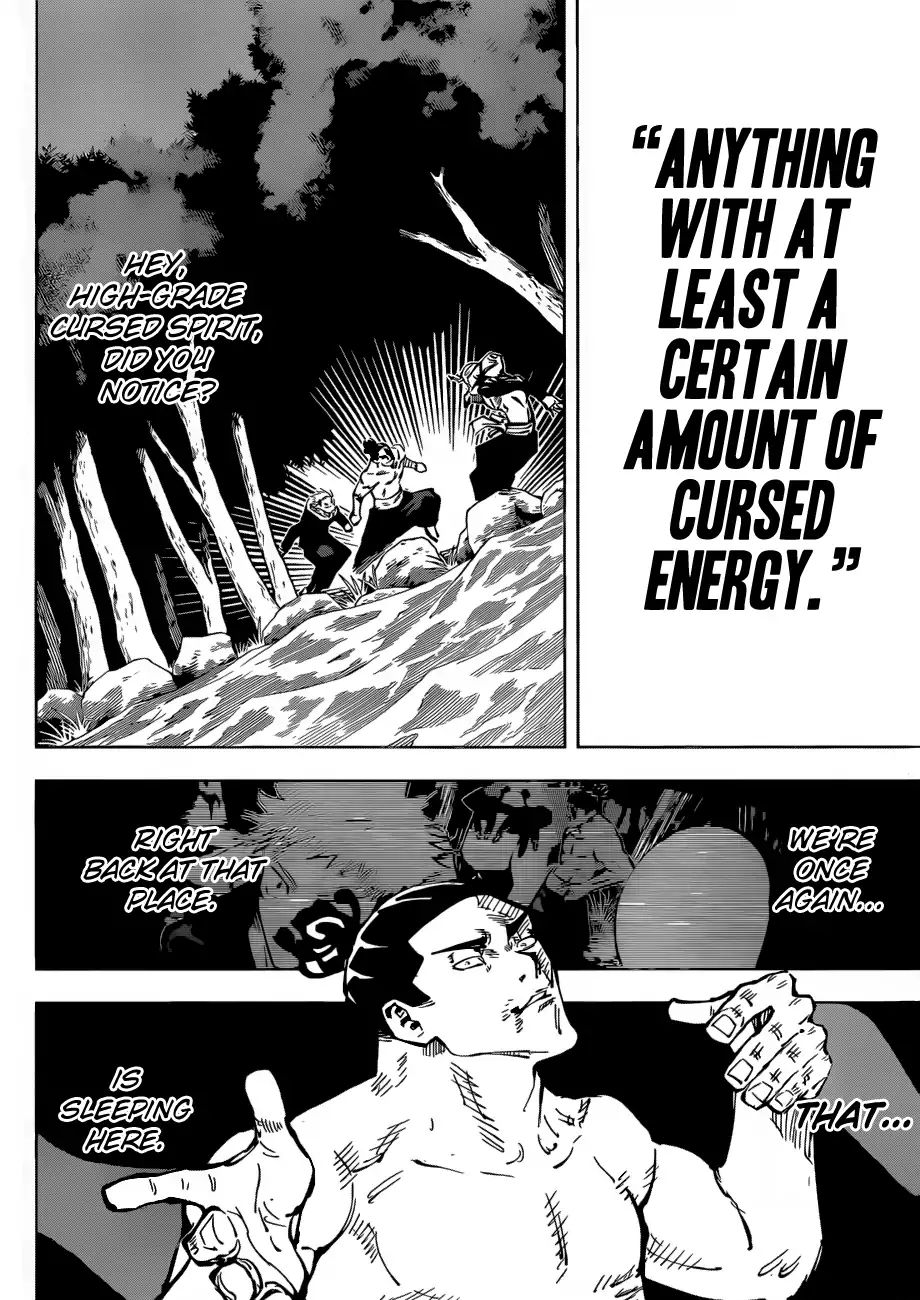 “ANYTHING
WITH AT
LEAST A
CERTAIN
AMOUNT OF
CURSED
ENERGY.”
HEY,
HIGH-GRADE
CURSED SPIRIT,
DID YOU
NOTICE?
WE'RE
ONCE
AGAIN...
RIGHT
BACK AT THAT
PLACE.
THAT...
IS
SLEEPING
HERE.